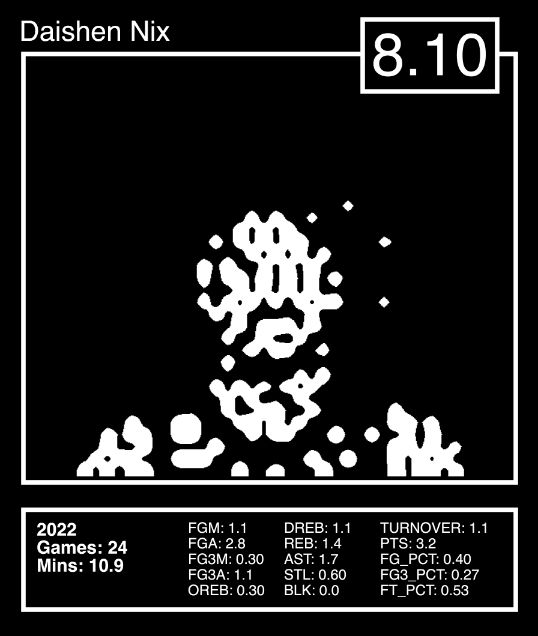 Daishen Nix
8.10
2022
Games: 24
Mins: 10.9
FGM: 1.1
FGA: 2.8
FG3M: 0.30
FG3A: 1.1
OREB: 0.30
DREB: 1.1
REB: 1.4
AST: 1.7
STL: 0.60
BLK: 0.0
TURNOVER: 1.1
PTS: 3.2
FG_PCT: 0.40
FG3_PCT: 0.27
FT_PCT: 0.53